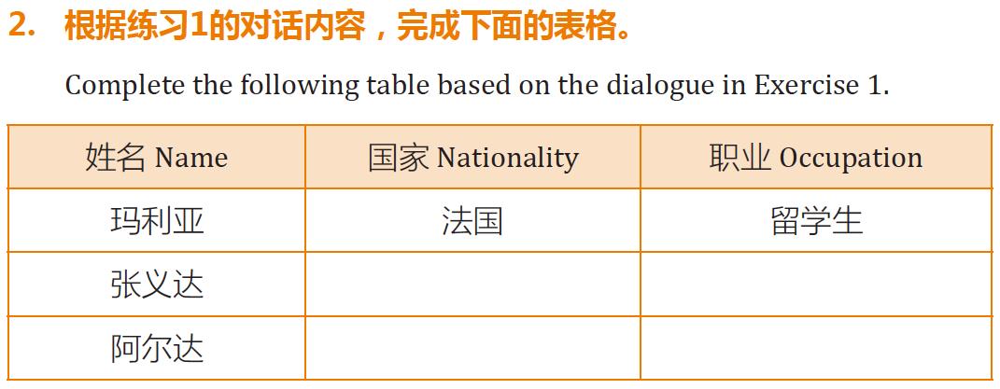 2. 根据练习1的对话内容，完成下面的表格。
Complete the following table based on the dialogue in Exercise 1.
姓名 Name 国家 Nationality 职业 Occupation
玛利亚 法国 留学生
张义达
阿尔达